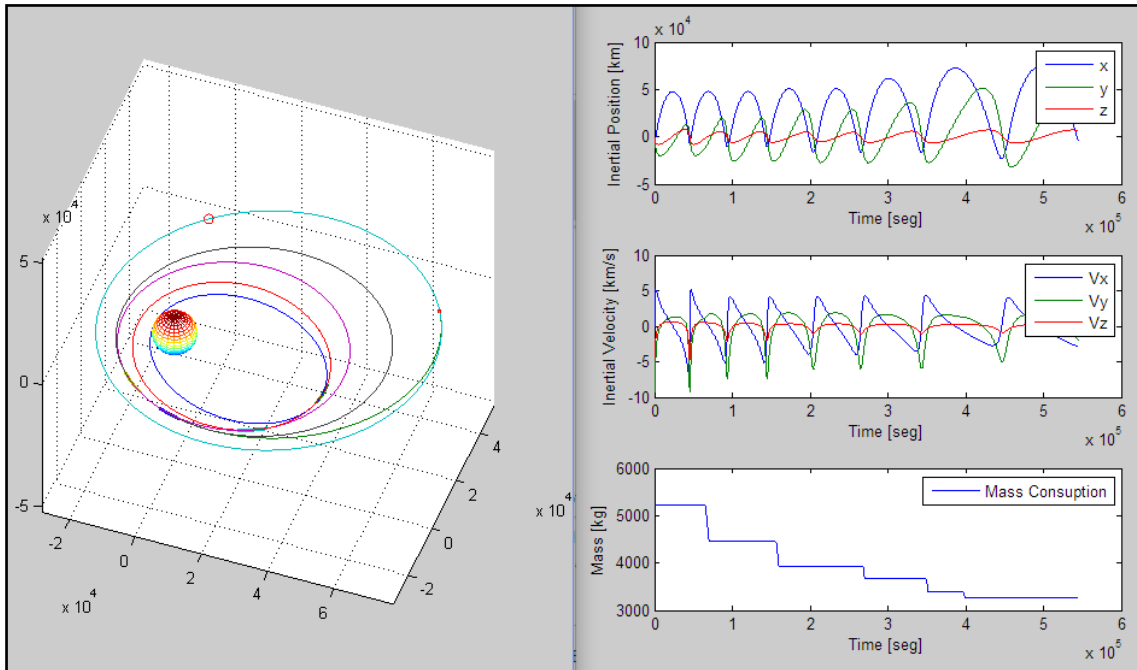 x 10^4
5
0
-5
-2
0
2
4
6
x 10^4
-2
0
2
4
x 10^4
x 10^4
10
5
0
-5
Inertial Position [km]
x
y
z
0 1 2 3 4 5 6
Time [seg]
x 10^5
10
5
0
-5
-10
Inertial Velocity [km/s]
Vx
Vy
Vz
0 1 2 3 4 5 6
Time [seg]
x 10^5
6000
5000
4000
3000
Mass [kg]
Mass Consuption
0 1 2 3 4 5 6
Time [seg]
x 10^5